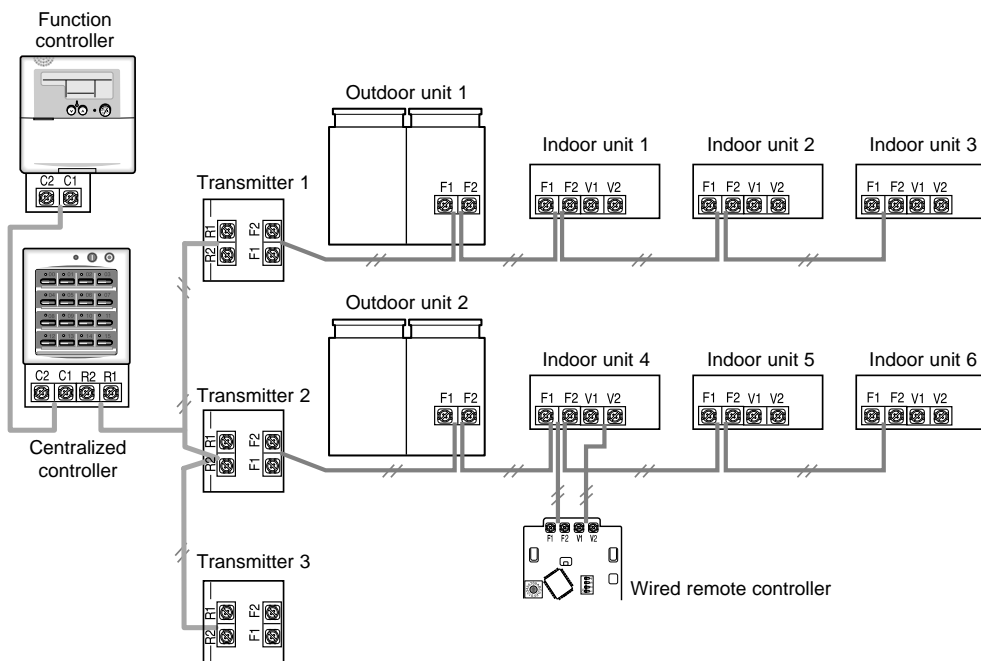 Function
controller
C2 C1
C2 C1 R2 R1
Centralized
controller
Transmitter 1
R1 F2
R2 F1
Outdoor unit 1
F1 F2
Indoor unit 1
F1 F2 V1 V2
Indoor unit 2
F1 F2 V1 V2
Indoor unit 3
F1 F2 V1 V2
Transmitter 2
R1 F2
R2 F1
Outdoor unit 2
F1 F2
Indoor unit 4
F1 F2 V1 V2
Indoor unit 5
F1 F2 V1 V2
Indoor unit 6
F1 F2 V1 V2
F1 F2 V1 V2
Wired remote controller
Transmitter 3
R1 F2
R2 F1